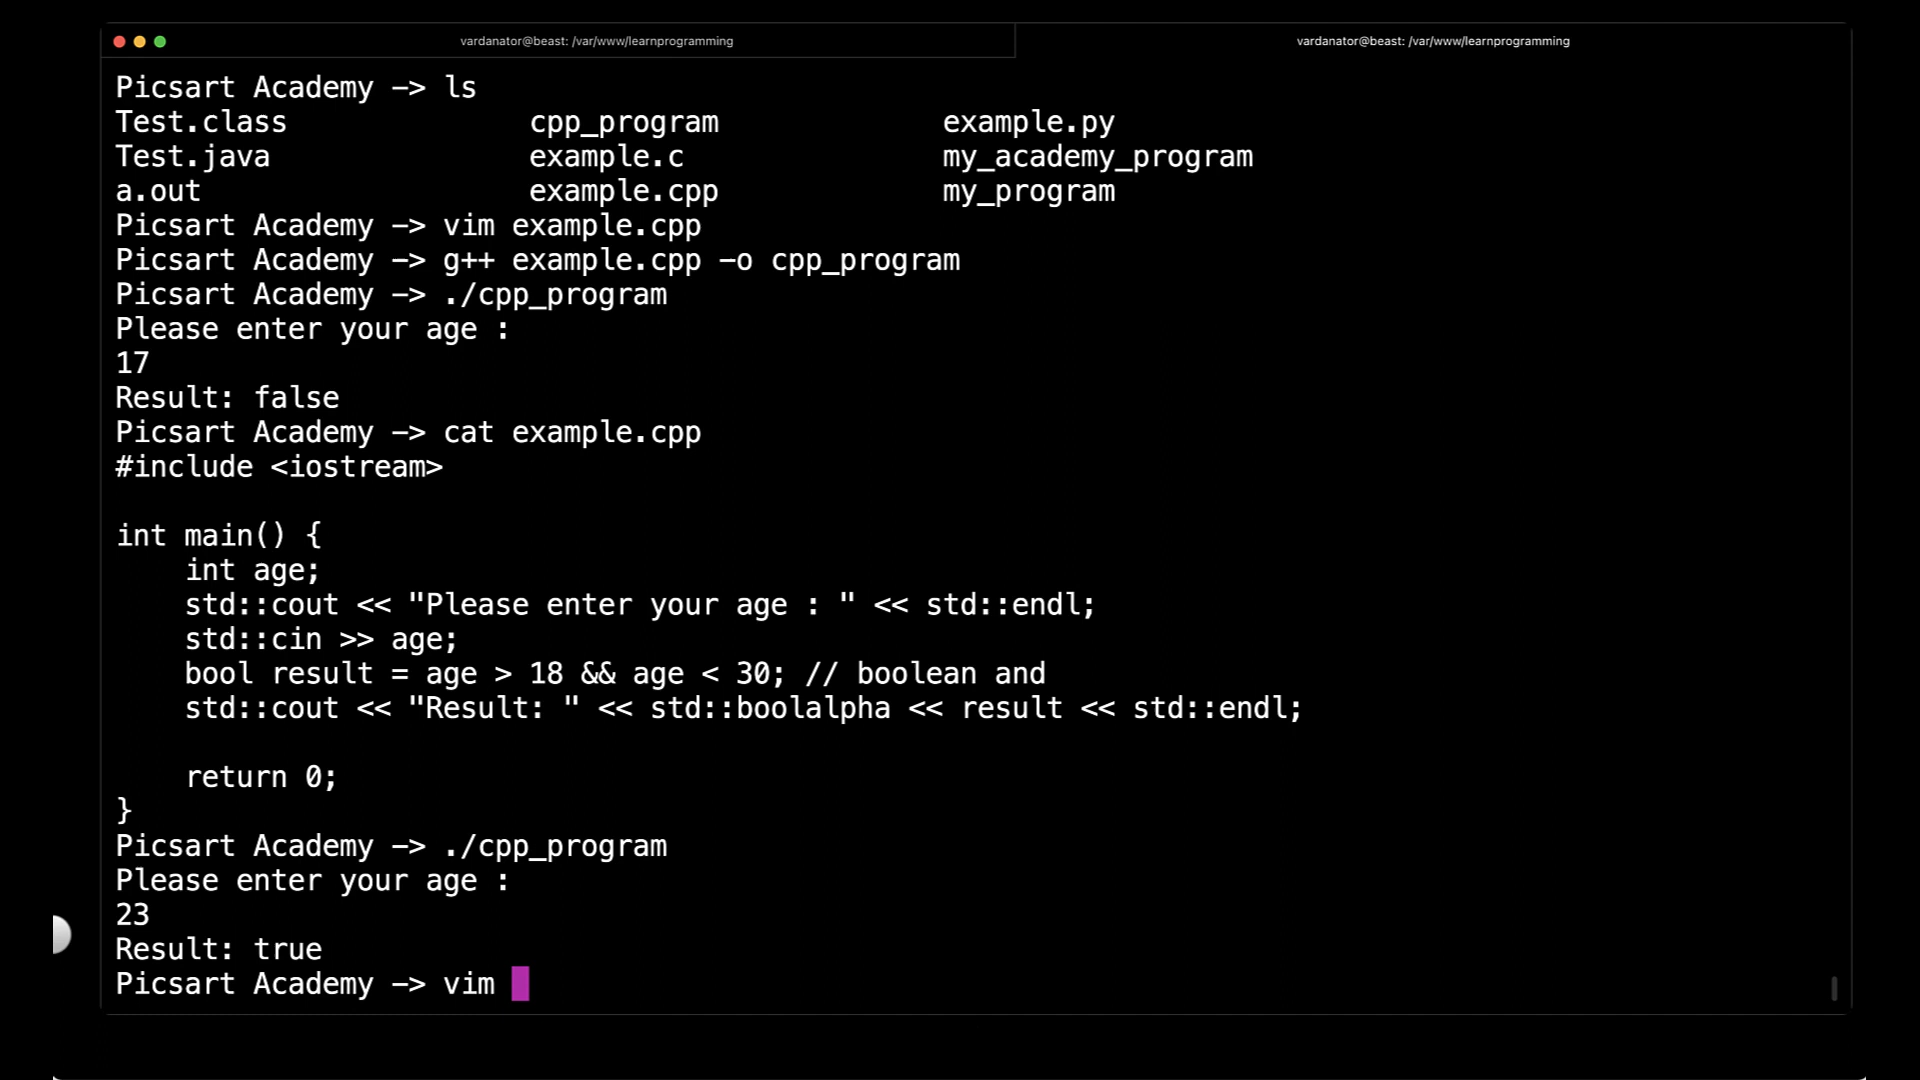 vardanator@beast: /var/www/learnprogramming vardanator@beast: /var/www/learnprogramming
Picsart Academy -> ls
Test.class cpp_program example.py
Test.java example.c my_academy_program
a.out example.cpp my_program
Picsart Academy -> vim example.cpp
Picsart Academy -> g++ example.cpp -o cpp_program
Picsart Academy -> ./cpp_program
Please enter your age :
17
Result: false
Picsart Academy -> cat example.cpp
#include <iostream>
int main() {
    int age;
    std::cout << "Please enter your age : " << std::endl;
    std::cin >> age;
    bool result = age > 18 && age < 30; // boolean and
    std::cout << "Result: " << std::boolalpha << result << std::endl;
    return 0;
}
Picsart Academy -> ./cpp_program
Please enter your age :
23
Result: true
Picsart Academy -> vim